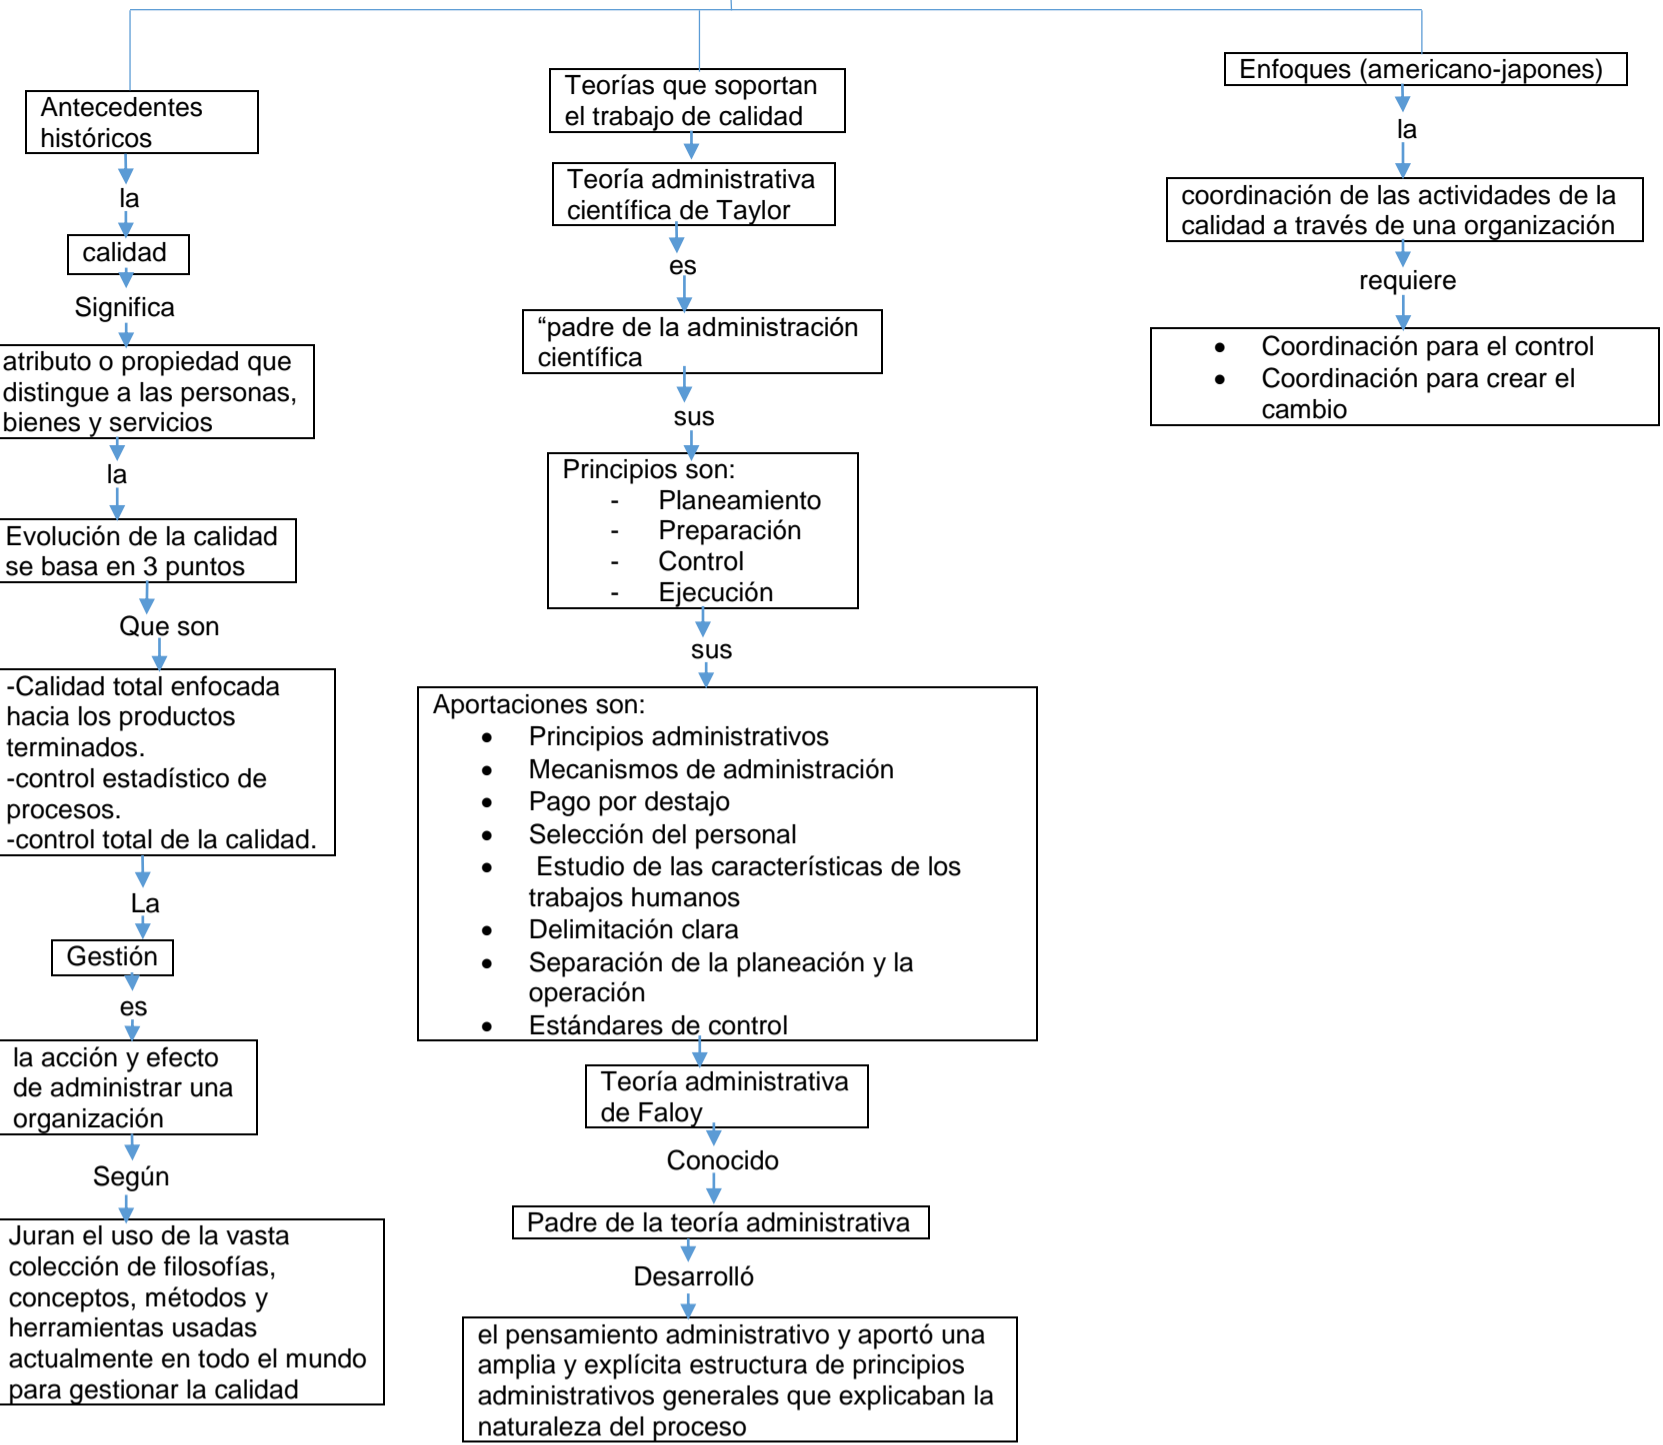 Antecedentes
históricos
la
calidad
Significa
atributo o propiedad que
distingue a las personas,
bienes y servicios
la
Evolución de la calidad
se basa en 3 puntos
Que son
-Calidad total enfocada
hacia los productos
terminados.
-control estadístico de
procesos.
-control total de la calidad.
La
Gestión
es
la acción y efecto
de administrar una
organización
Según
Juran el uso de la vasta
colección de filosofías,
conceptos, métodos y
herramientas usadas
actualmente en todo el mundo
para gestionar la calidad
Teorías que soportan
el trabajo de calidad
Teoría administrativa
científica de Taylor
es
“padre de la administración
científica
sus
Principios son:
- Planeamiento
- Preparación
- Control
- Ejecución
sus
Aportaciones son:
• Principios administrativos
• Mecanismos de administración
• Pago por destajo
• Selección del personal
• Estudio de las características de los
trabajos humanos
• Delimitación clara
• Separación de la planeación y la
operación
• Estándares de control
Teoría administrativa
de Faloy
Conocido
Padre de la teoría administrativa
Desarrolló
el pensamiento administrativo y aportó una
amplia y explícita estructura de principios
administrativos generales que explicaban la
naturaleza del proceso
Enfoques (americano-japones)
la
coordinación de las actividades de la
calidad a través de una organización
requiere
• Coordinación para el control
• Coordinación para crear el
cambio